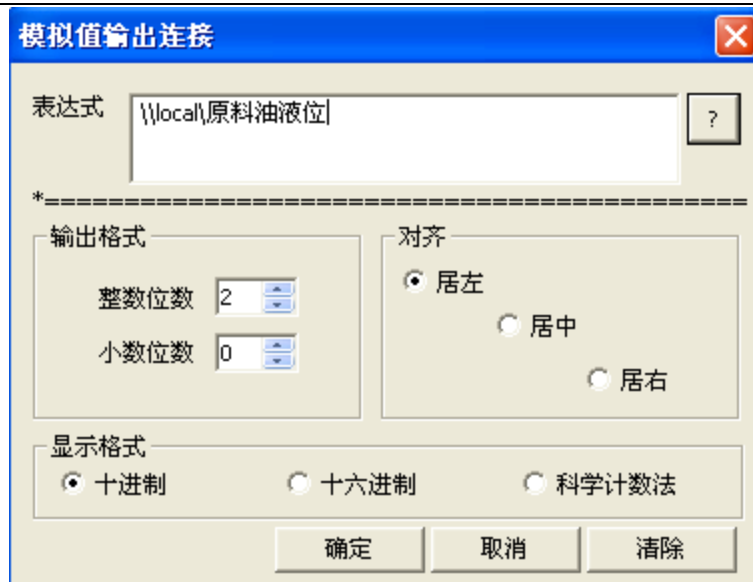 模拟值输出连接
表达式 \\local\原料油液位 ?
*============================================
输出格式 对齐
整数位数 2 居左
居中
小数位数 0
居右
显示格式
十进制 十六进制 科学计数法
确定 取消 清除